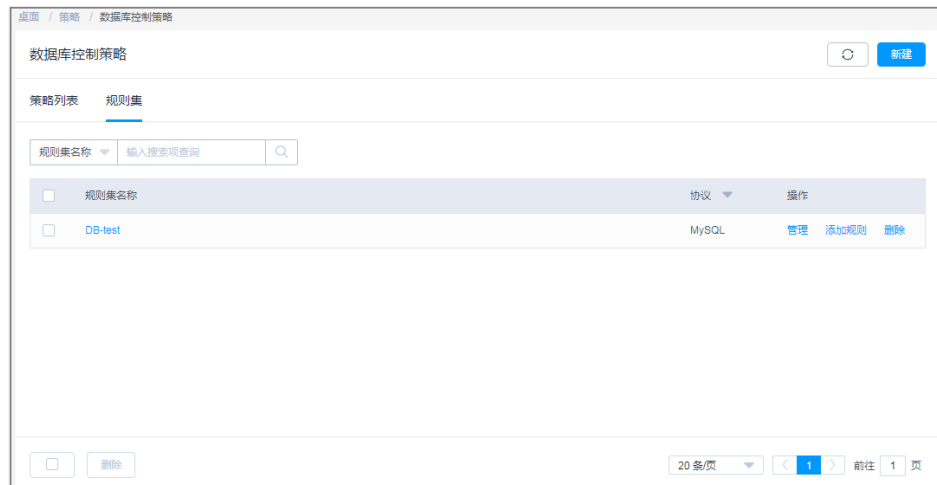 桌面 / 策略 / 数据库控制策略
数据库控制策略 新建
策略列表 规则集
规则集名称 输入搜索项查询
规则集名称 协议 操作
DB-test MySQL 管理 添加规则 删除
删除 20 条/页 1 前往 1 页